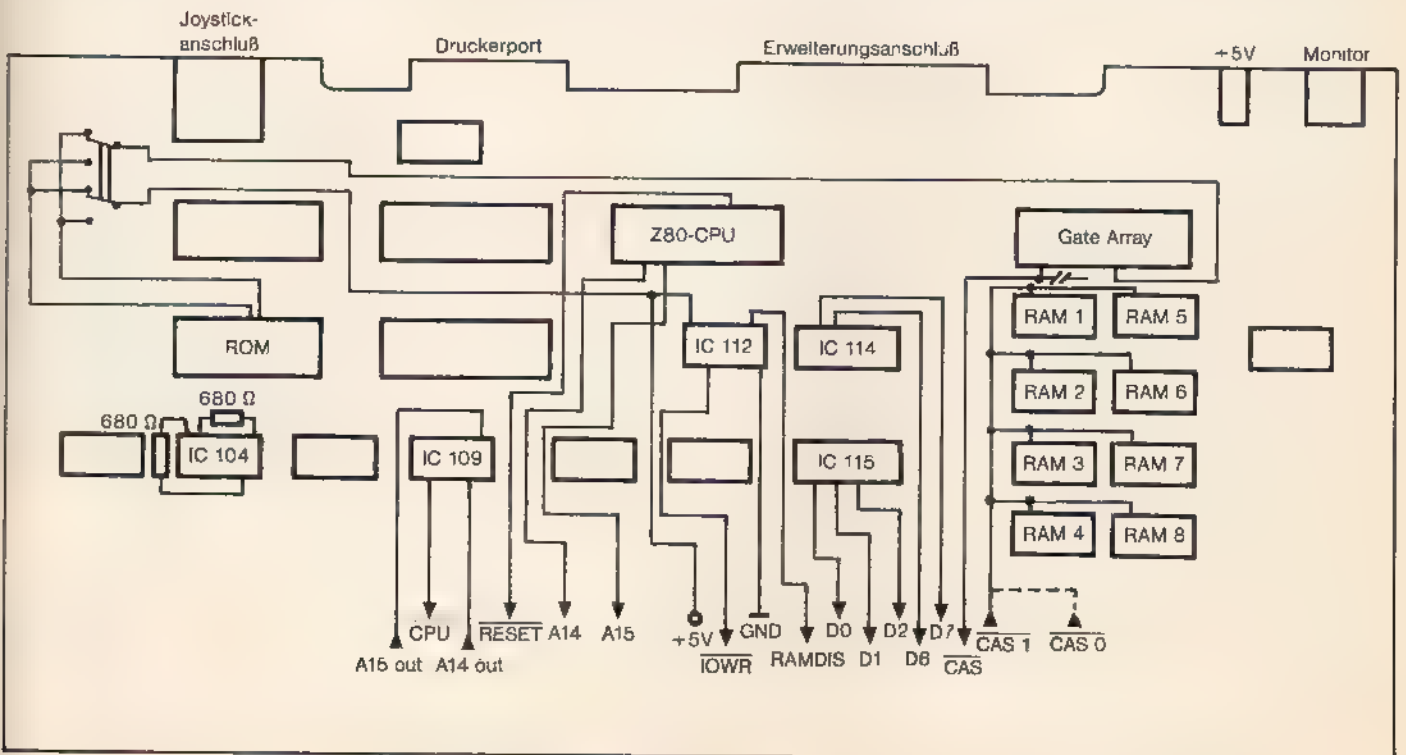 Joystick-
anschluß
Druckerport
Erweiterungsanschluß
+5V
Monitor
Z80-CPU
Gate Array
RAM 1
RAM 5
ROM
IC 112
IC 114
RAM 2
RAM 6
680 Ω
680 Ω
IC 104
IC 109
IC 115
RAM 3
RAM 7
RAM 4
RAM 8
CPU
RESET
A14
A15
+5V
GND
D0
D2
D7
CAS 1
CAS 0
A15 out
A14 out
IOWR
RAMDIS
D1
D6
CAS